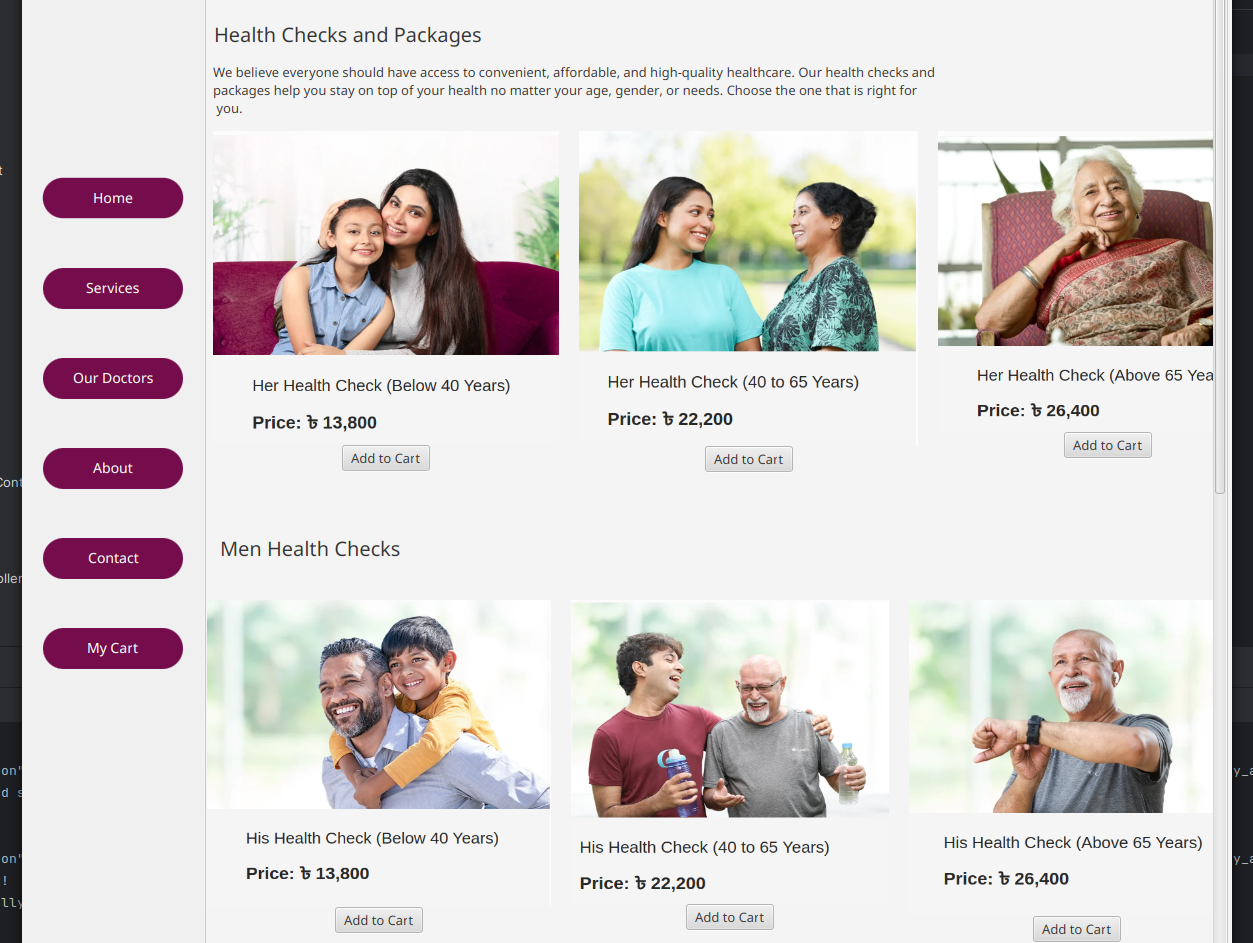 Health Checks and Packages
We believe everyone should have access to convenient, affordable, and high-quality healthcare. Our health checks and
packages help you stay on top of your health no matter your age, gender, or needs. Choose the one that is right for
you.
Home
Services
Our Doctors
About
Contact
My Cart
Her Health Check (Below 40 Years)
Price: ৳ 13,800
Add to Cart
Her Health Check (40 to 65 Years)
Price: ৳ 22,200
Add to Cart
Her Health Check (Above 65 Yea
Price: ৳ 26,400
Add to Cart
Men Health Checks
His Health Check (Below 40 Years)
Price: ৳ 13,800
Add to Cart
His Health Check (40 to 65 Years)
Price: ৳ 22,200
Add to Cart
His Health Check (Above 65 Years)
Price: ৳ 26,400
Add to Cart